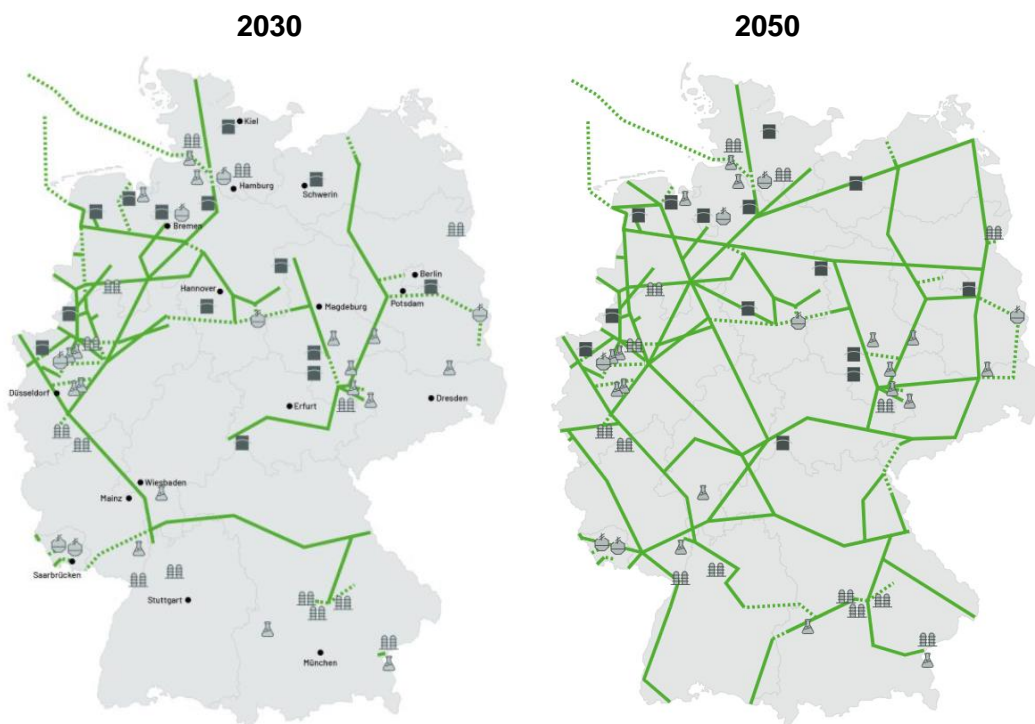 2030
2050
Kiel
Hamburg
Schwerin
Bremen
Berlin
Hannover
Potsdam
Magdeburg
Düsseldorf
Erfurt
Dresden
Wiesbaden
Mainz
Saarbrücken
Stuttgart
München